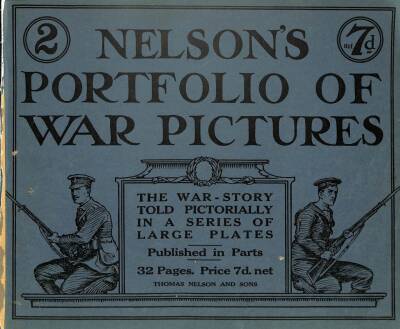 2
NELSON'S
net 7d
PORTFOLIO OF
WAR PICTURES
THE WAR-STORY
TOLD PICTORIALLY
IN A SERIES OF
LARGE PLATES
Published in Parts
32 Pages. Price 7d. net
THOMAS NELSON AND SONS